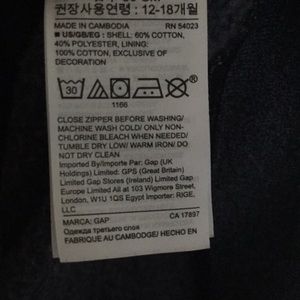 권장사용연령 : 12-18개월
MADE IN CAMBODIA RN 54023
■ US/GB/EG : SHELL: 60% COTTON,
40% POLYESTER, LINING:
100% COTTON, EXCLUSIVE OF
DECORATION
30
1166
CLOSE ZIPPER BEFORE WASHING/
MACHINE WASH COLD/ ONLY NON-
CHLORINE BLEACH WHEN NEEDED/
TUMBLE DRY LOW/ WARM IRON/ DO
NOT DRY CLEAN
Imported By/Importe Par: Gap (UK
Holdings) Limited: GPS (Great Britain)
Limited Gap Stores (Ireland) Limited Gap
Europe Limited All at 103 Wigmore Street,
London, W1U 1QS Egypt Importer: RIGE,
LLC
MARCA: GAP CA 17897
Одежда третьего слоя
FABRIQUE AU CAMBODGE/ HECHO EN